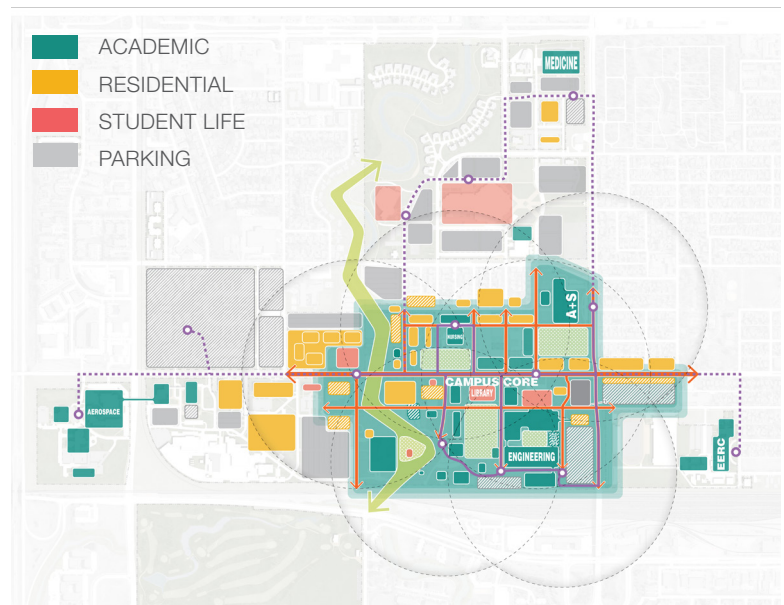 ACADEMIC
RESIDENTIAL
STUDENT LIFE
PARKING
MEDICINE
A+S
NURSING
CAMPUS CORE
LIBRARY
AEROSPACE
ENGINEERING
EERC